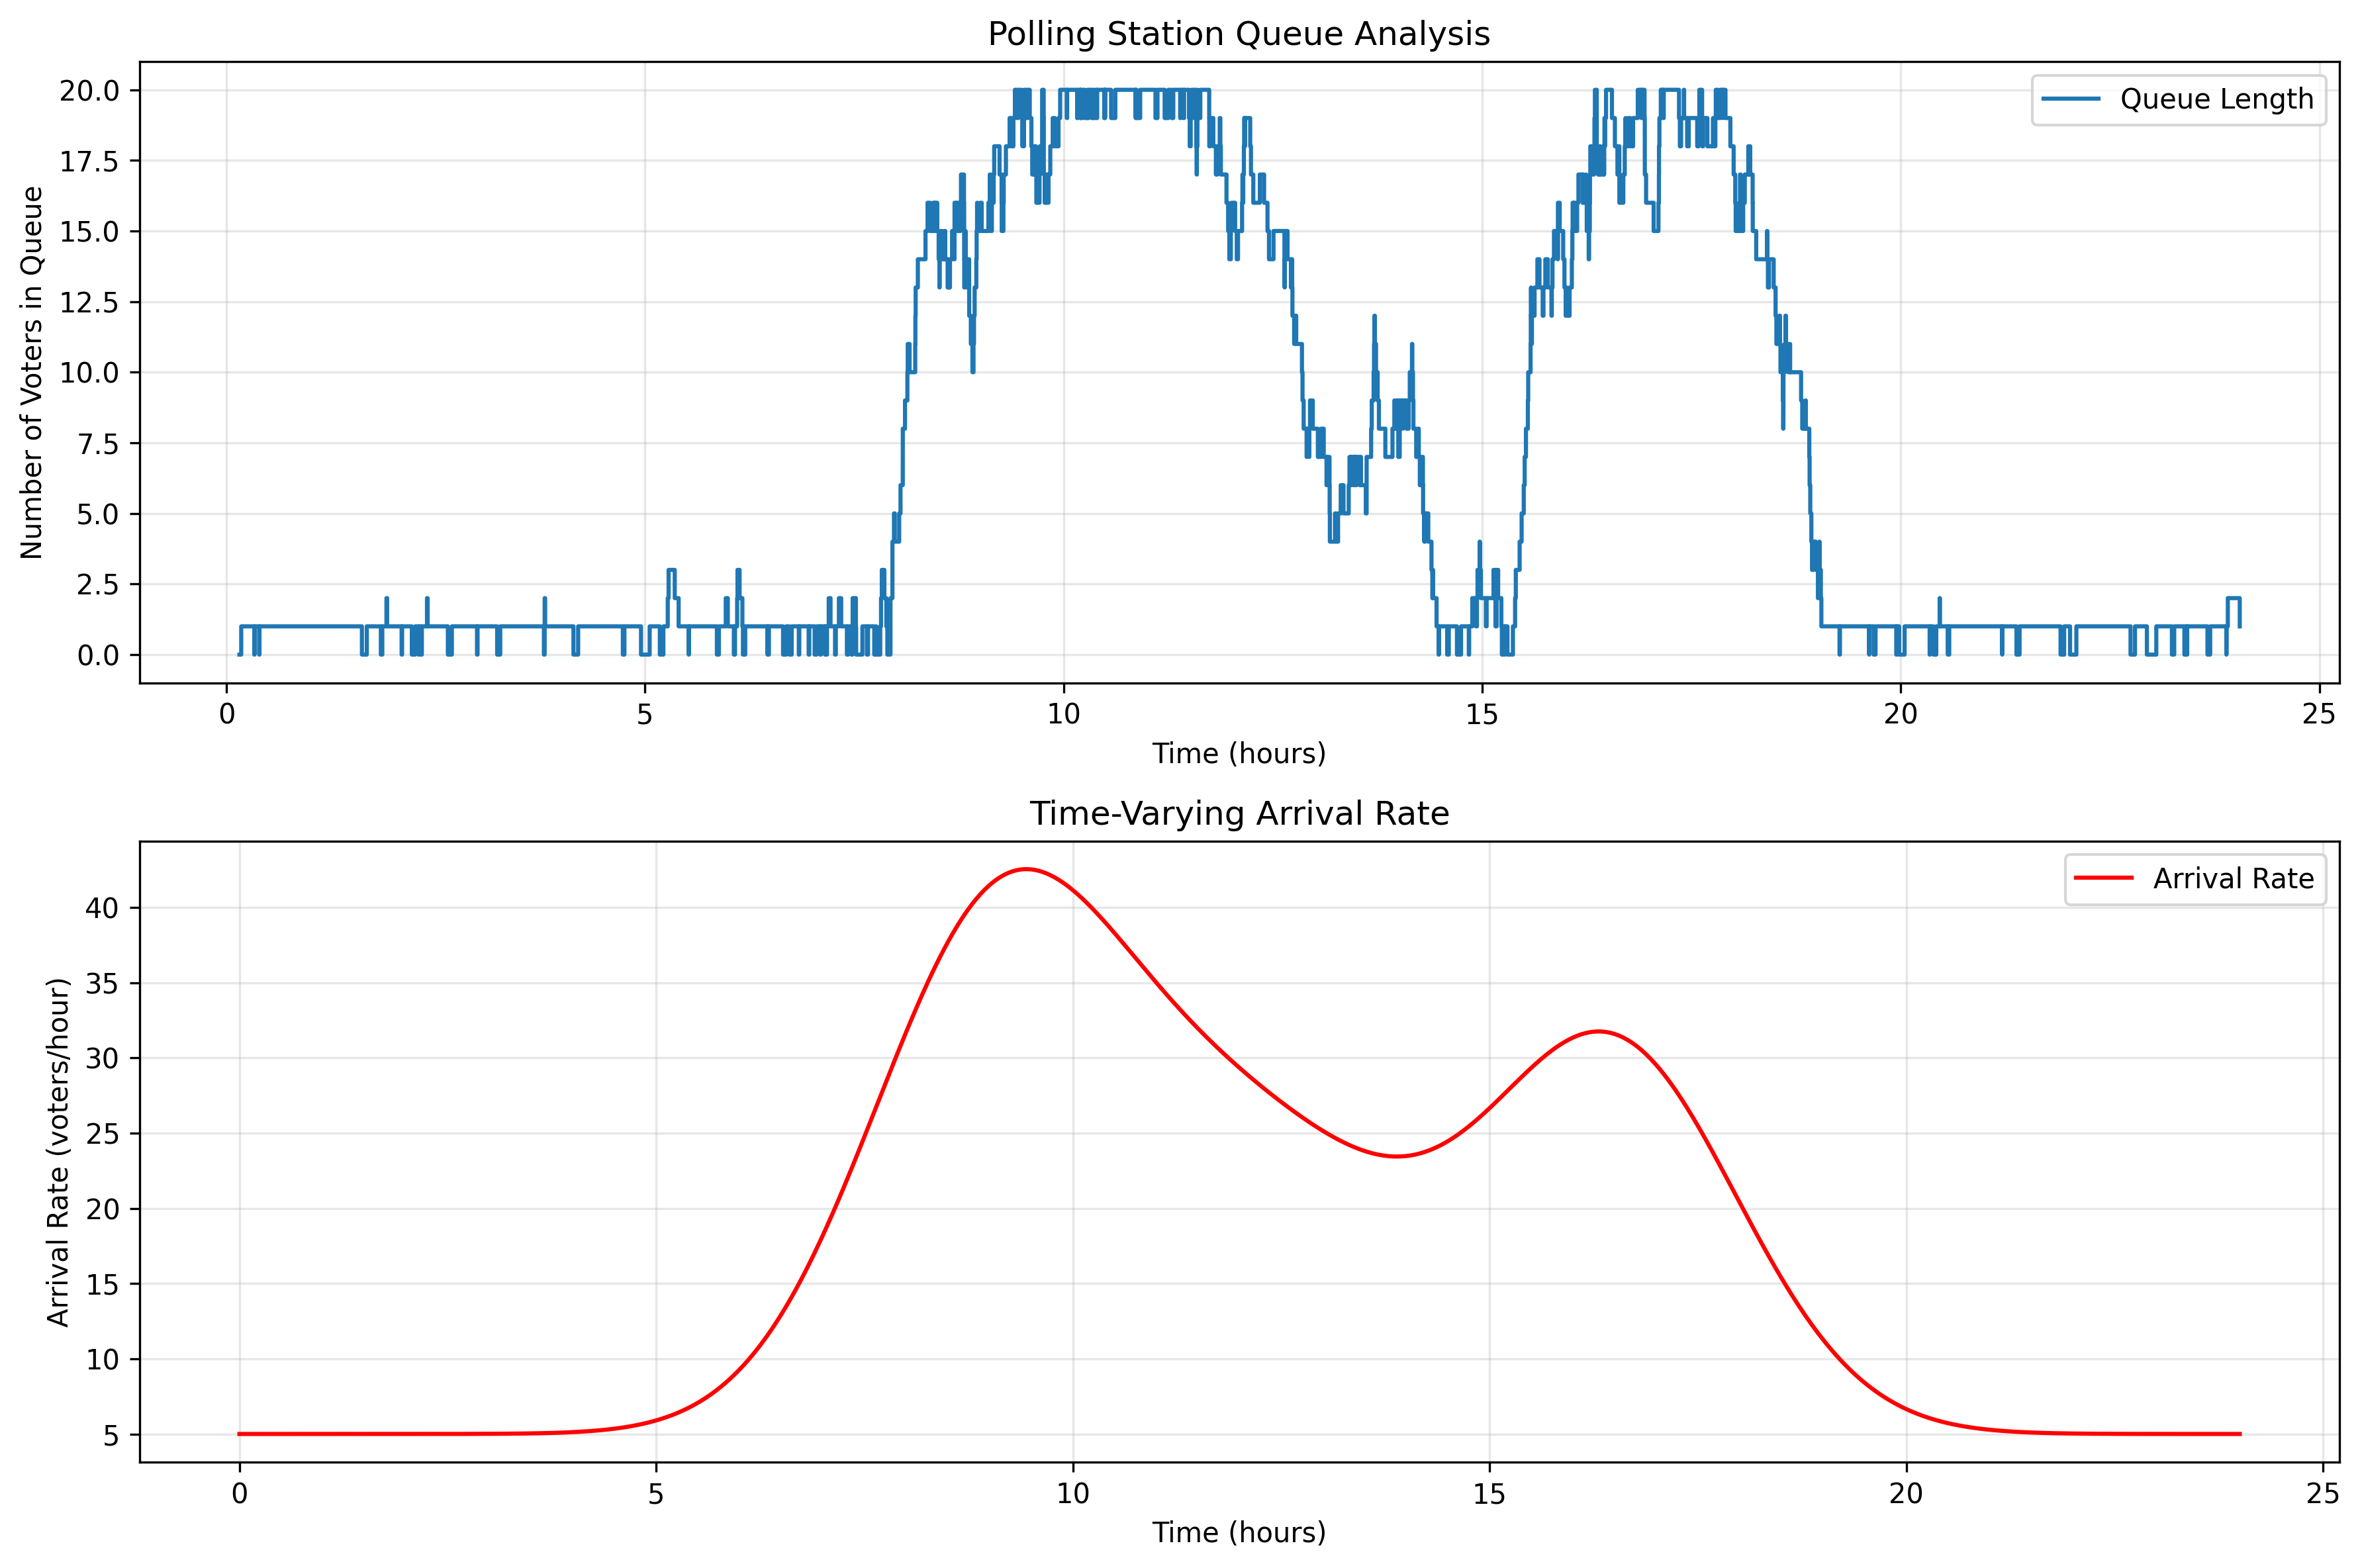 Polling Station Queue Analysis
Number of Voters in Queue
20.0
17.5
15.0
12.5
10.0
7.5
5.0
2.5
0.0
Queue Length
0 5 10 15 20 25
Time (hours)
Time-Varying Arrival Rate
Arrival Rate (voters/hour)
40
35
30
25
20
15
10
5
Arrival Rate
0 5 10 15 20 25
Time (hours)